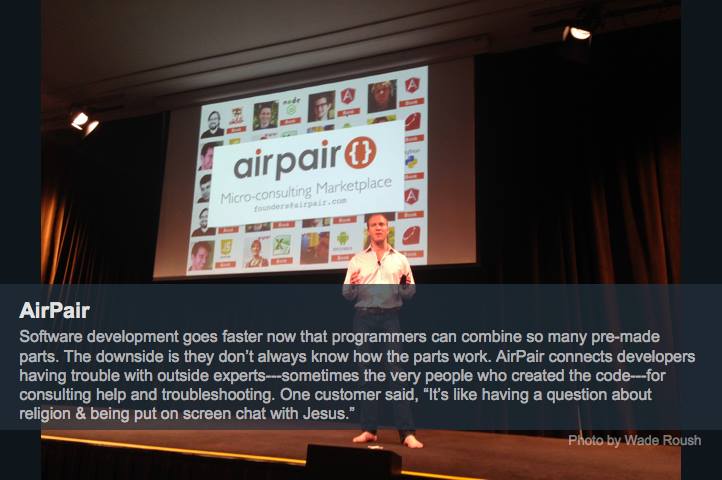 node
airpair {}
Micro-consulting Marketplace
founders@airpair.com
AirPair
Software development goes faster now that programmers can combine so many pre-made
parts. The downside is they don’t always know how the parts work. AirPair connects developers
having trouble with outside experts---sometimes the very people who created the code---for
consulting help and troubleshooting. One customer said, “It’s like having a question about
religion & being put on screen chat with Jesus.”
Photo by Wade Roush